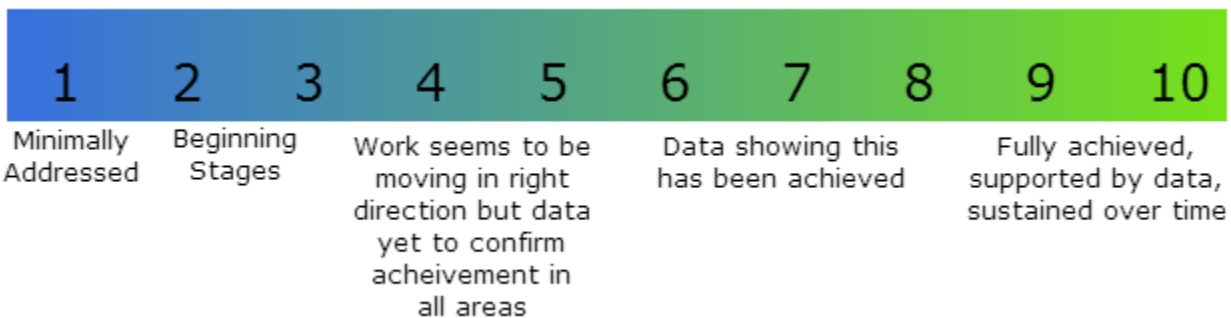 1 2 3 4 5 6 7 8 9 10
Minimally
Addressed
Beginning
Stages
Work seems to be
moving in right
direction but data
yet to confirm
acheivement in
all areas
Data showing this
has been achieved
Fully achieved,
supported by data,
sustained over time